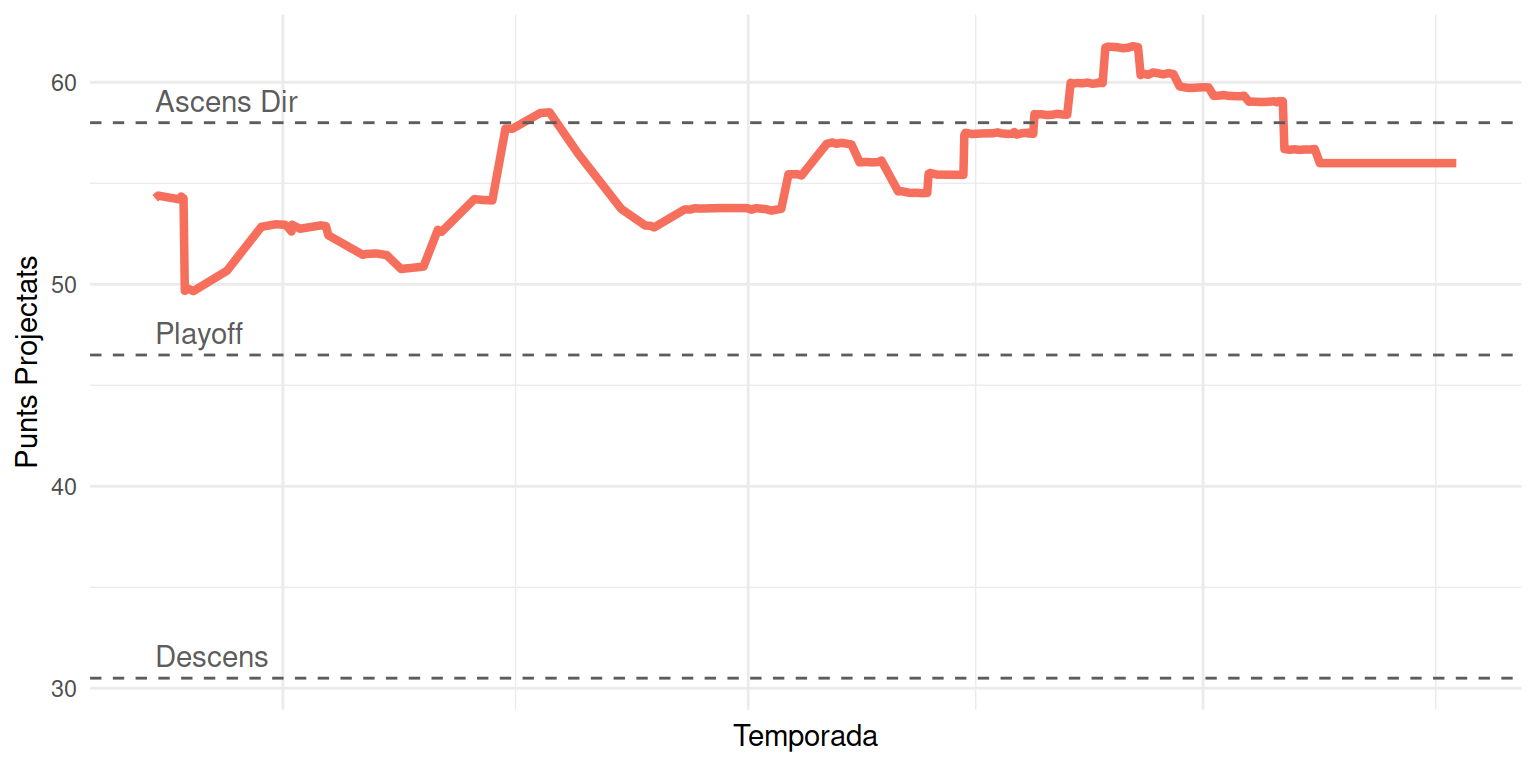 60
Ascens Dir
50
Playoff
40
Descens
30
Punts Projectats
Temporada